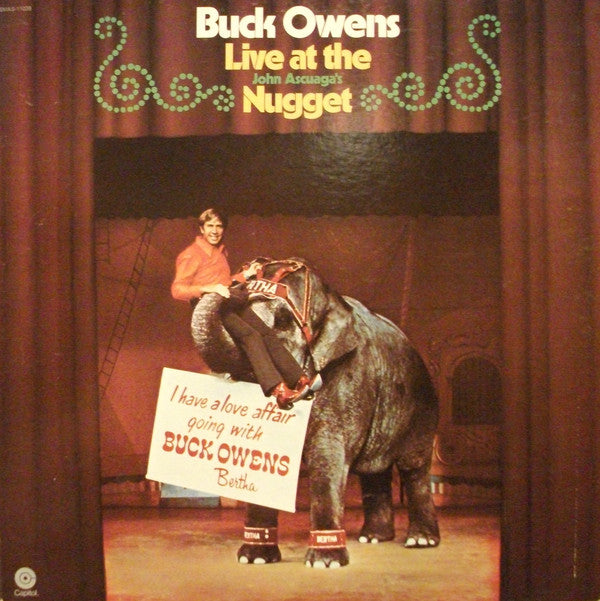 Buck Owens
Live at the
John Ascuaga's
Nugget
BERTHA
I have a love affair
going with
BUCK OWENS
Bertha
BERTHA
BERTHA
Capitol